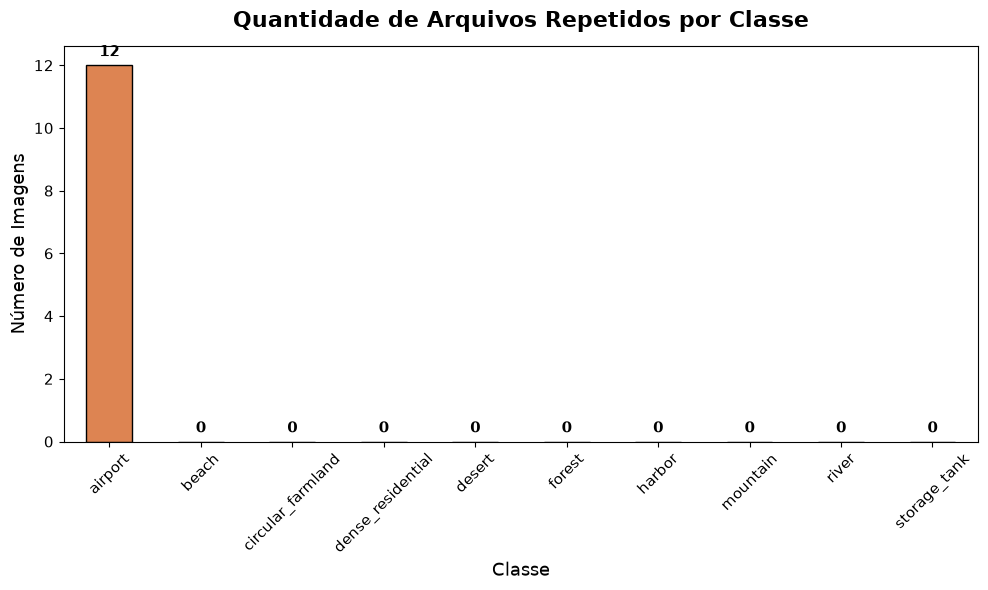 Quantidade de Arquivos Repetidos por Classe
12
12
10
8
6
4
2
0
0 0 0 0 0 0 0 0 0
Número de Imagens
airport beach circular_farmland dense_residential desert forest harbor mountain river storage_tank
Classe